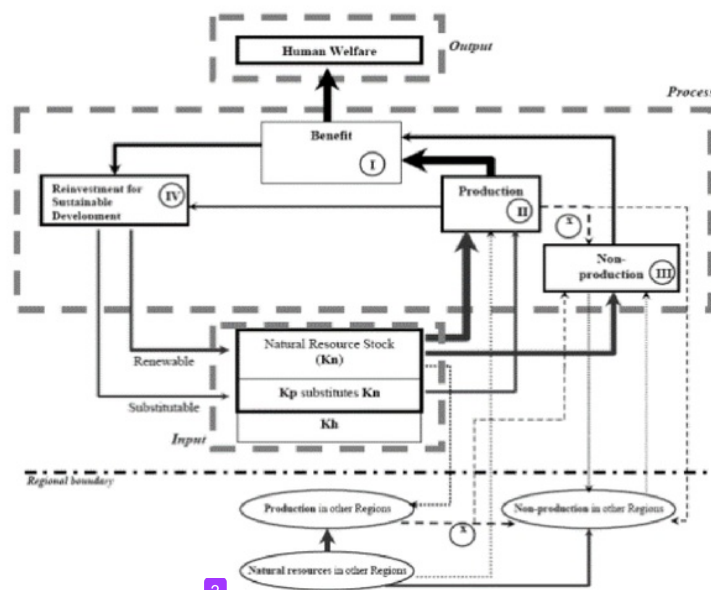 Human Welfare
Output
Process
Benefit
I
Reinvestment for
Sustainable
Development
IV
Production
II
x
Non-
production
III
Natural Resource Stock
(Kn)
Renewable
Kp substitutes Kn
Substitutable
Kh
Input
Regional boundary
Production in other Regions
Non-production in other Regions
x
Natural resources in other Regions
?